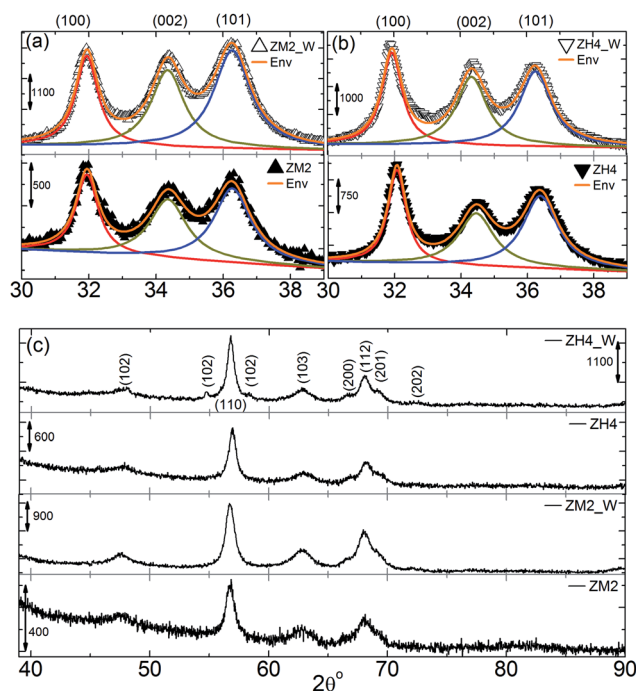 (100) (002) (101)
(a)
△ ZM2_W
Env
1100
▲ ZM2
Env
500
30 32 34 36 38
(100) (002) (101)
(b)
▽ ZH4_W
Env
1000
▼ ZH4
Env
750
30 32 34 36 38
(c)
ZH4_W
1100
(102) (102) (110) (102) (103) (200) (112) (201) (202)
ZH4
600
ZM2_W
900
ZM2
400
40 50 60 70 80 90
2θ°